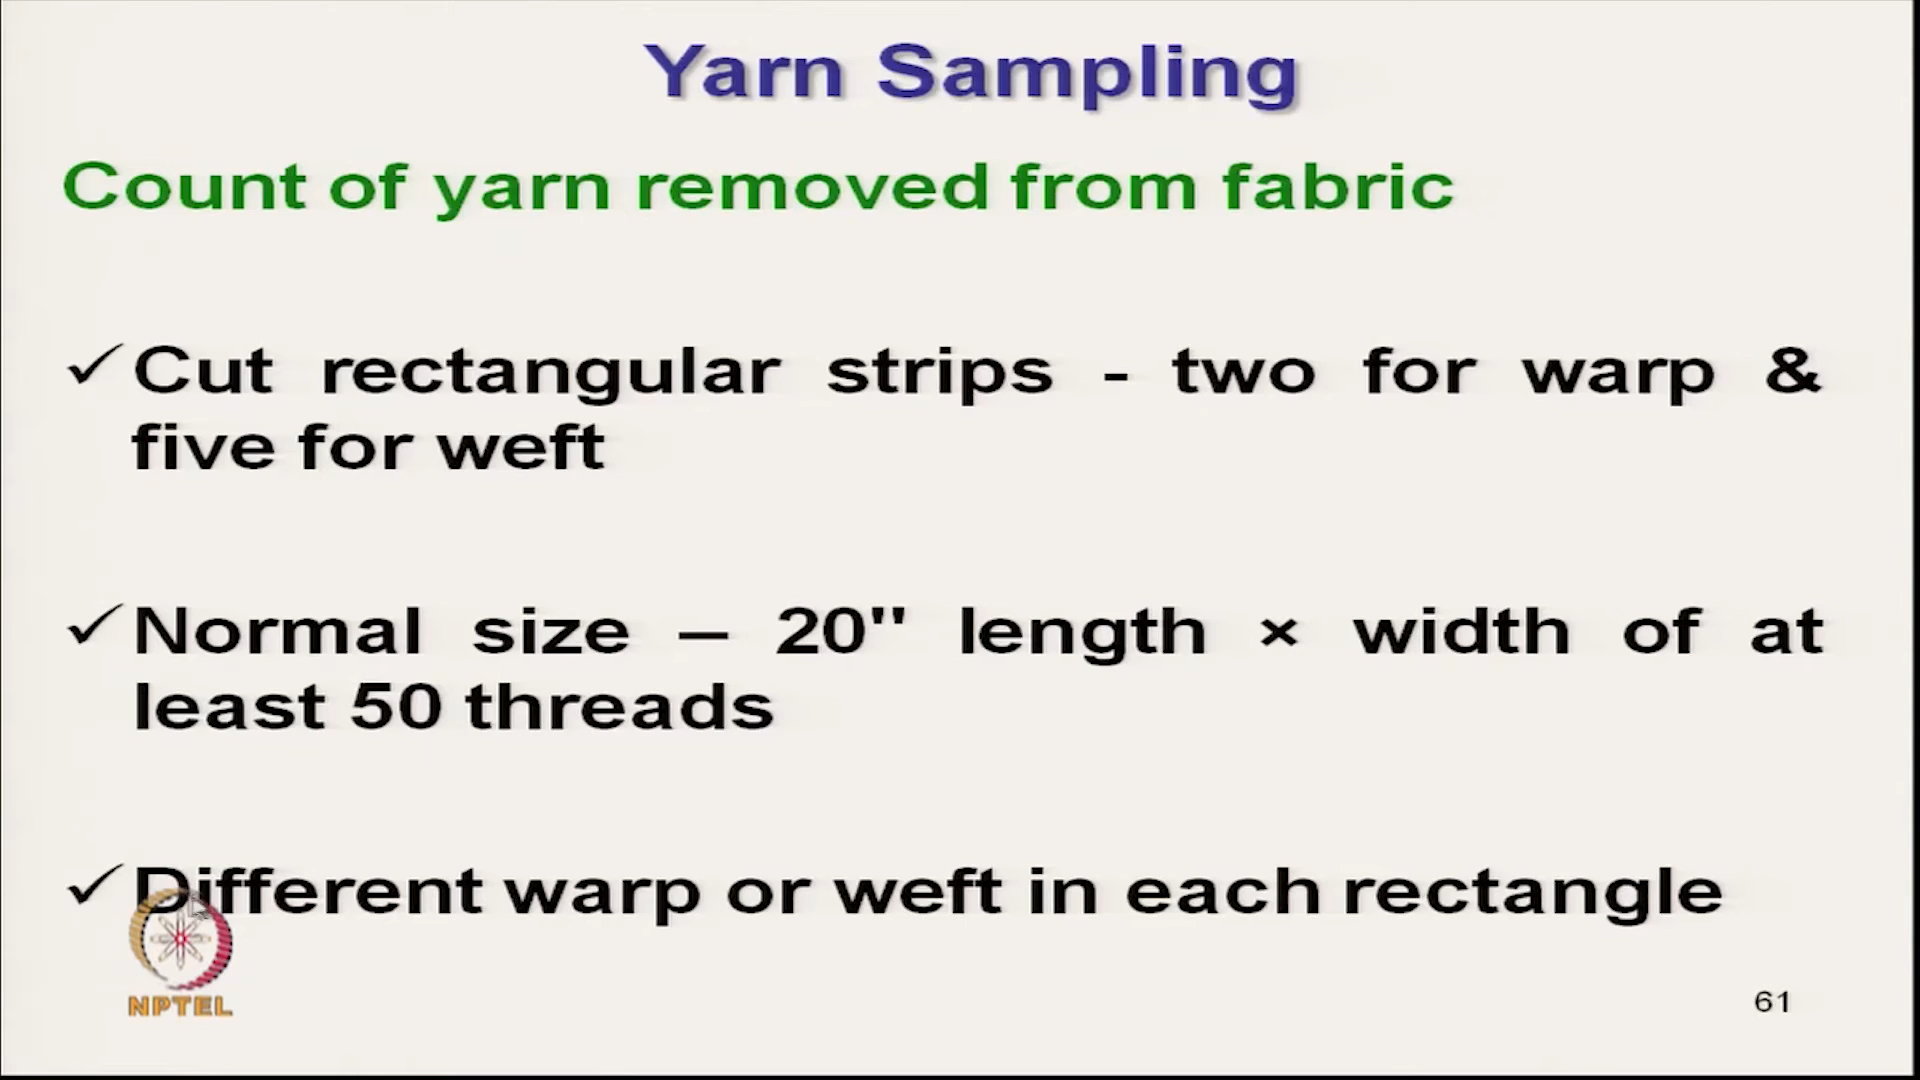 Yarn Sampling
Count of yarn removed from fabric
✓ Cut rectangular strips - two for warp &
five for weft
✓ Normal size – 20" length × width of at
least 50 threads
✓ Different warp or weft in each rectangle
NPTEL
61